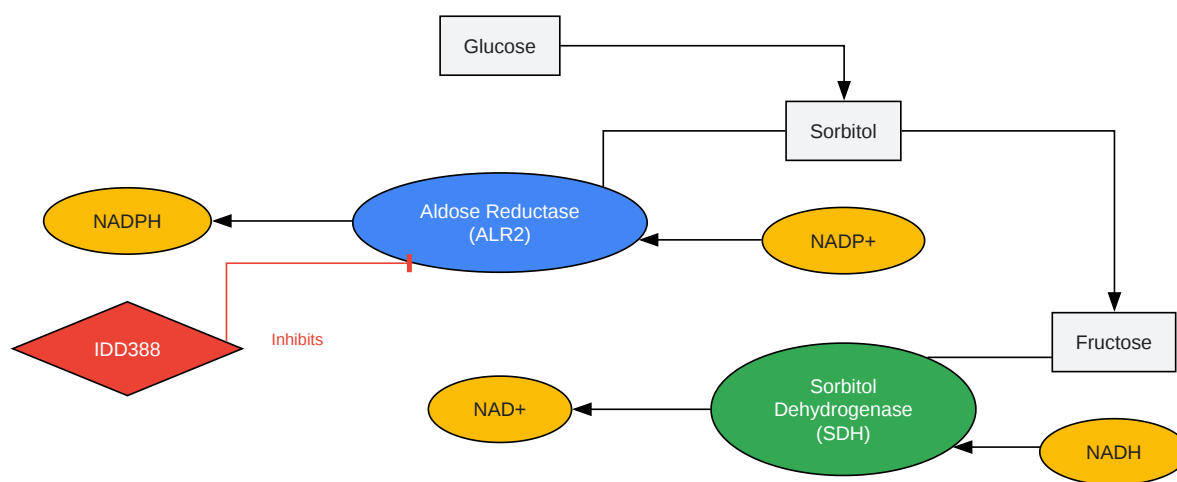 Glucose
Sorbitol
Aldose Reductase
(ALR2)
NADPH
NADP+
IDD388
Inhibits
Fructose
Sorbitol
Dehydrogenase
(SDH)
NAD+
NADH